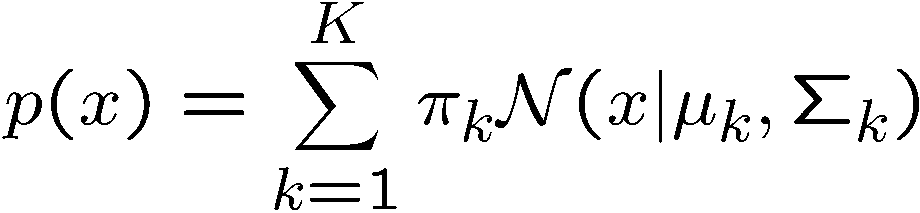 p(x) = \sum_{k=1}^{K} \pi_k \mathcal{N}(x|\mu_k, \Sigma_k)